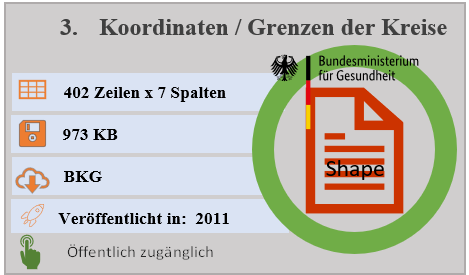 3. Koordinaten / Grenzen der Kreise
Bundesministerium
für Gesundheit
402 Zeilen x 7 Spalten
973 KB
Shape
BKG
Veröffentlicht in: 2011
Öffentlich zugänglich